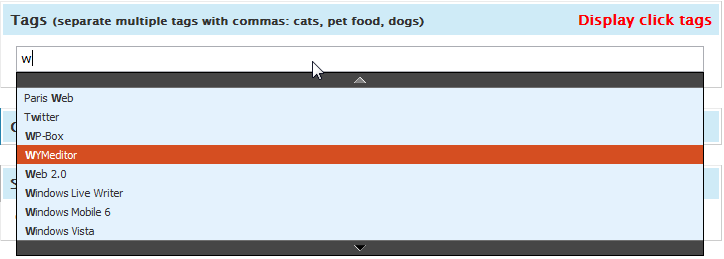 Tags (separate multiple tags with commas: cats, pet food, dogs) Display click tags
w
Paris Web
Twitter
WP-Box
WYMeditor
Web 2.0
Windows Live Writer
Windows Mobile 6
Windows Vista